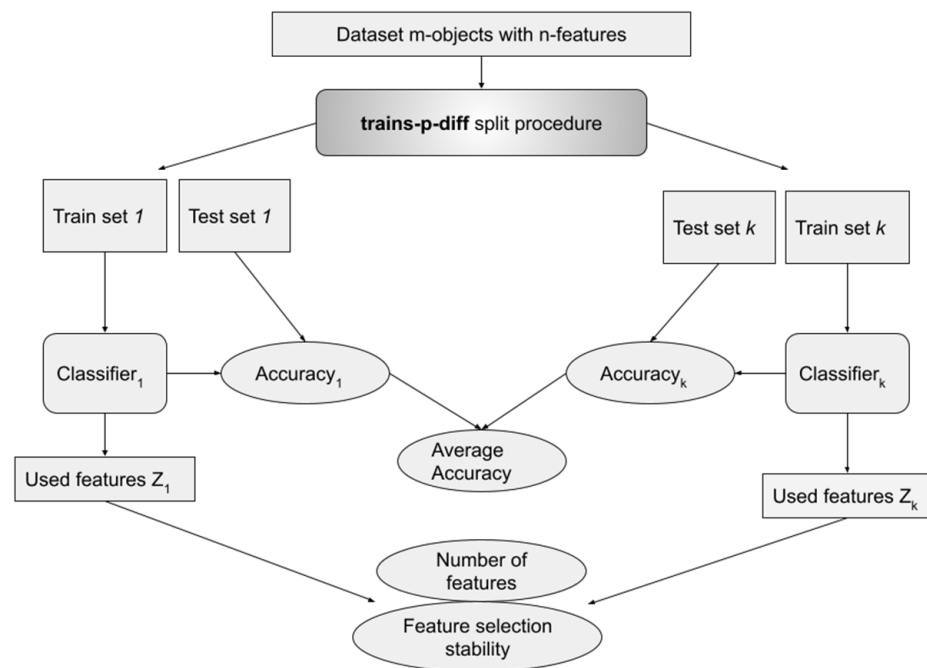 Dataset m-objects with n-features
trains-p-diff split procedure
Train set 1
Test set 1
Test set k
Train set k
Classifier₁
Accuracy₁
Accuracyₖ
Classifierₖ
Average
Accuracy
Used features Z₁
Used features Zₖ
Number of
features
Feature selection
stability